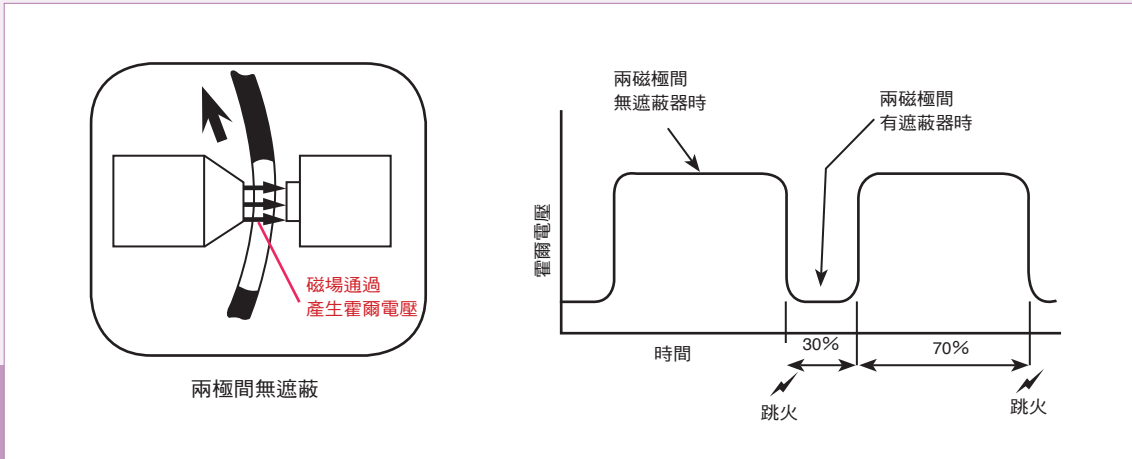 磁場通過
產生霍爾電壓
兩極間無遮蔽
兩磁極間
無遮蔽器時
兩磁極間
有遮蔽器時
霍爾電壓
時間
30%
70%
跳火
跳火